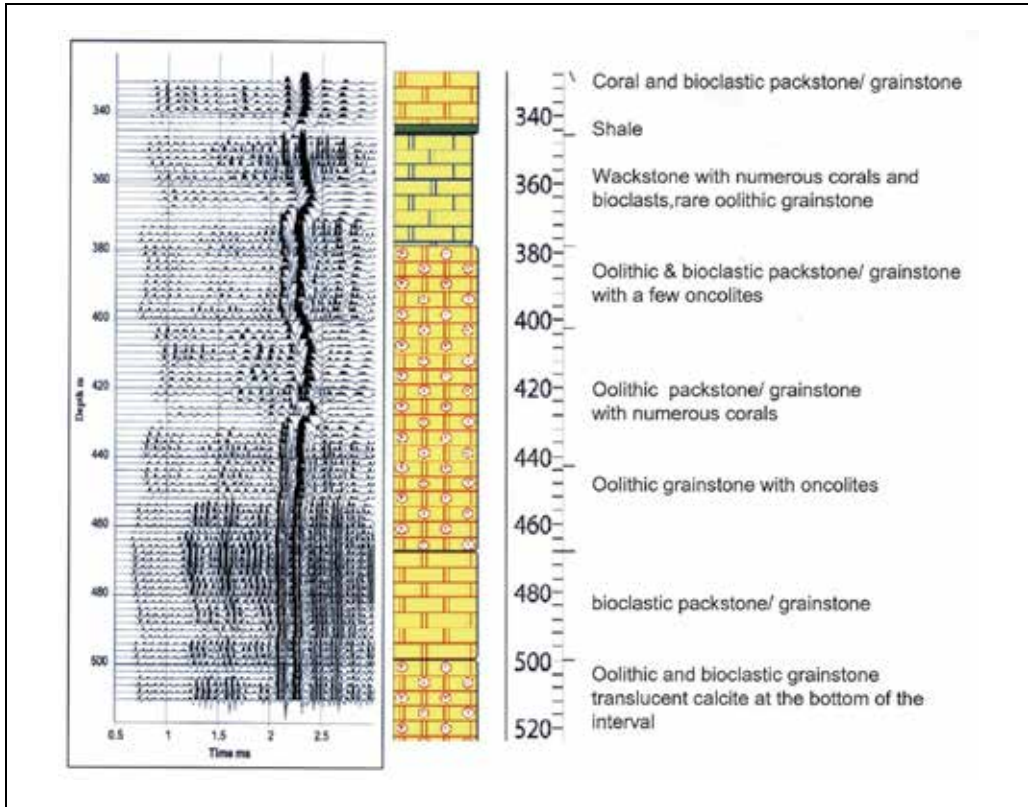 340
360
380
400
420
440
460
480
500
Depth m
0.5 1 1.5 2 2.5
Time ms
340
360
380
400
420
440
460
480
500
520
Coral and bioclastic packstone/ grainstone
Shale
Wackstone with numerous corals and
bioclasts,rare oolithic grainstone
Oolithic & bioclastic packstone/ grainstone
with a few oncolites
Oolithic packstone/ grainstone
with numerous corals
Oolithic grainstone with oncolites
bioclastic packstone/ grainstone
Oolithic and bioclastic grainstone
translucent calcite at the bottom of the
interval